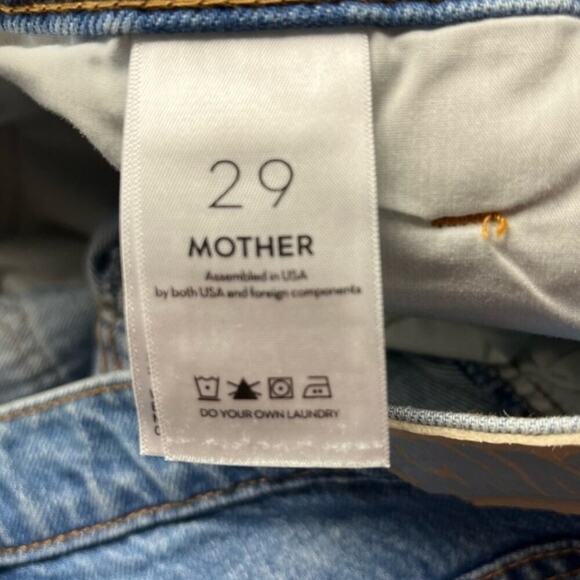 29
MOTHER
Assembled in USA
by both USA and foreign components
DO YOUR OWN LAUNDRY